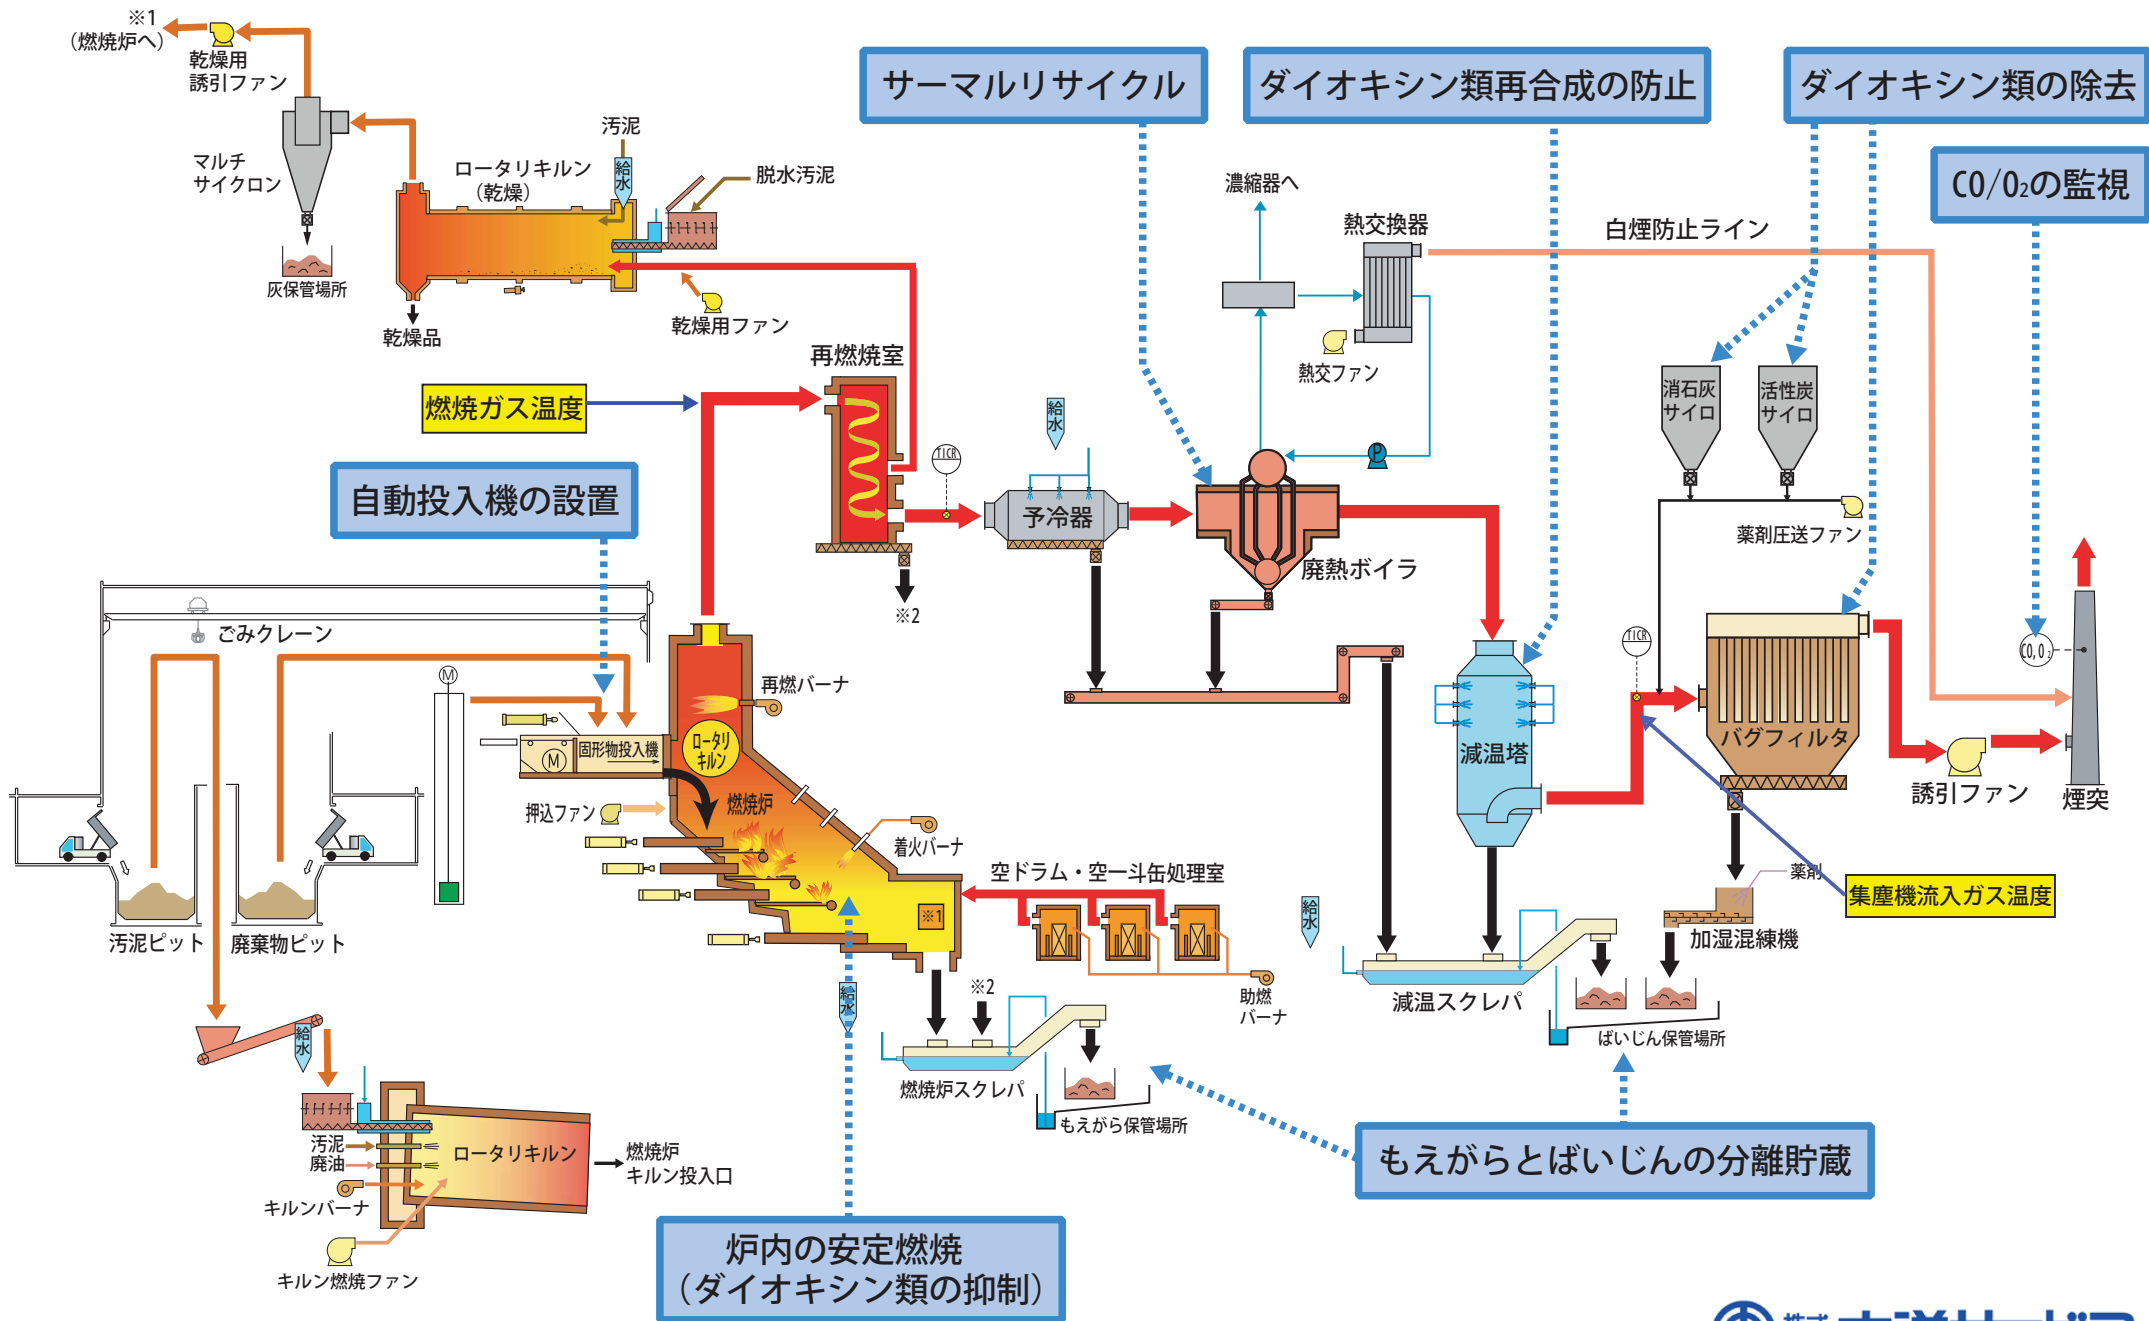 ※1
(燃焼炉へ)
乾燥用
誘引ファン
マルチ
サイクロン
灰保管場所
ロータリキルン
(乾燥)
汚泥
給水
脱水汚泥
乾燥品
乾燥用ファン
サーマルリサイクル
ダイオキシン類再合成の防止
ダイオキシン類の除去
CO/O₂の監視
濃縮器へ
熱交換器
熱交ファン
白煙防止ライン
再燃焼室
燃焼ガス温度
自動投入機の設置
TICR
給水
予冷器
P
廃熱ボイラ
消石灰
サイロ
活性炭
サイロ
薬剤圧送ファン
※2
TICR
CO,O₂
ごみクレーン
M
再燃バーナ
ロータリ
キルン
固形物投入機
M
燃焼炉
押込ファン
着火バーナ
減温塔
バグフィルタ
誘引ファン
煙突
空ドラム・空一斗缶処理室
※1
給水
薬剤
集塵機流入ガス温度
加湿混練機
汚泥ピット
廃棄物ピット
給水
※2
助燃
バーナ
減温スクレパ
ばいじん保管場所
給水
燃焼炉スクレパ
もえがら保管場所
汚泥
廃油
ロータリキルン
燃焼炉
キルン投入口
キルンバーナ
キルン燃焼ファン
もえがらとばいじんの分離貯蔵
炉内の安定燃焼
(ダイオキシン類の抑制)